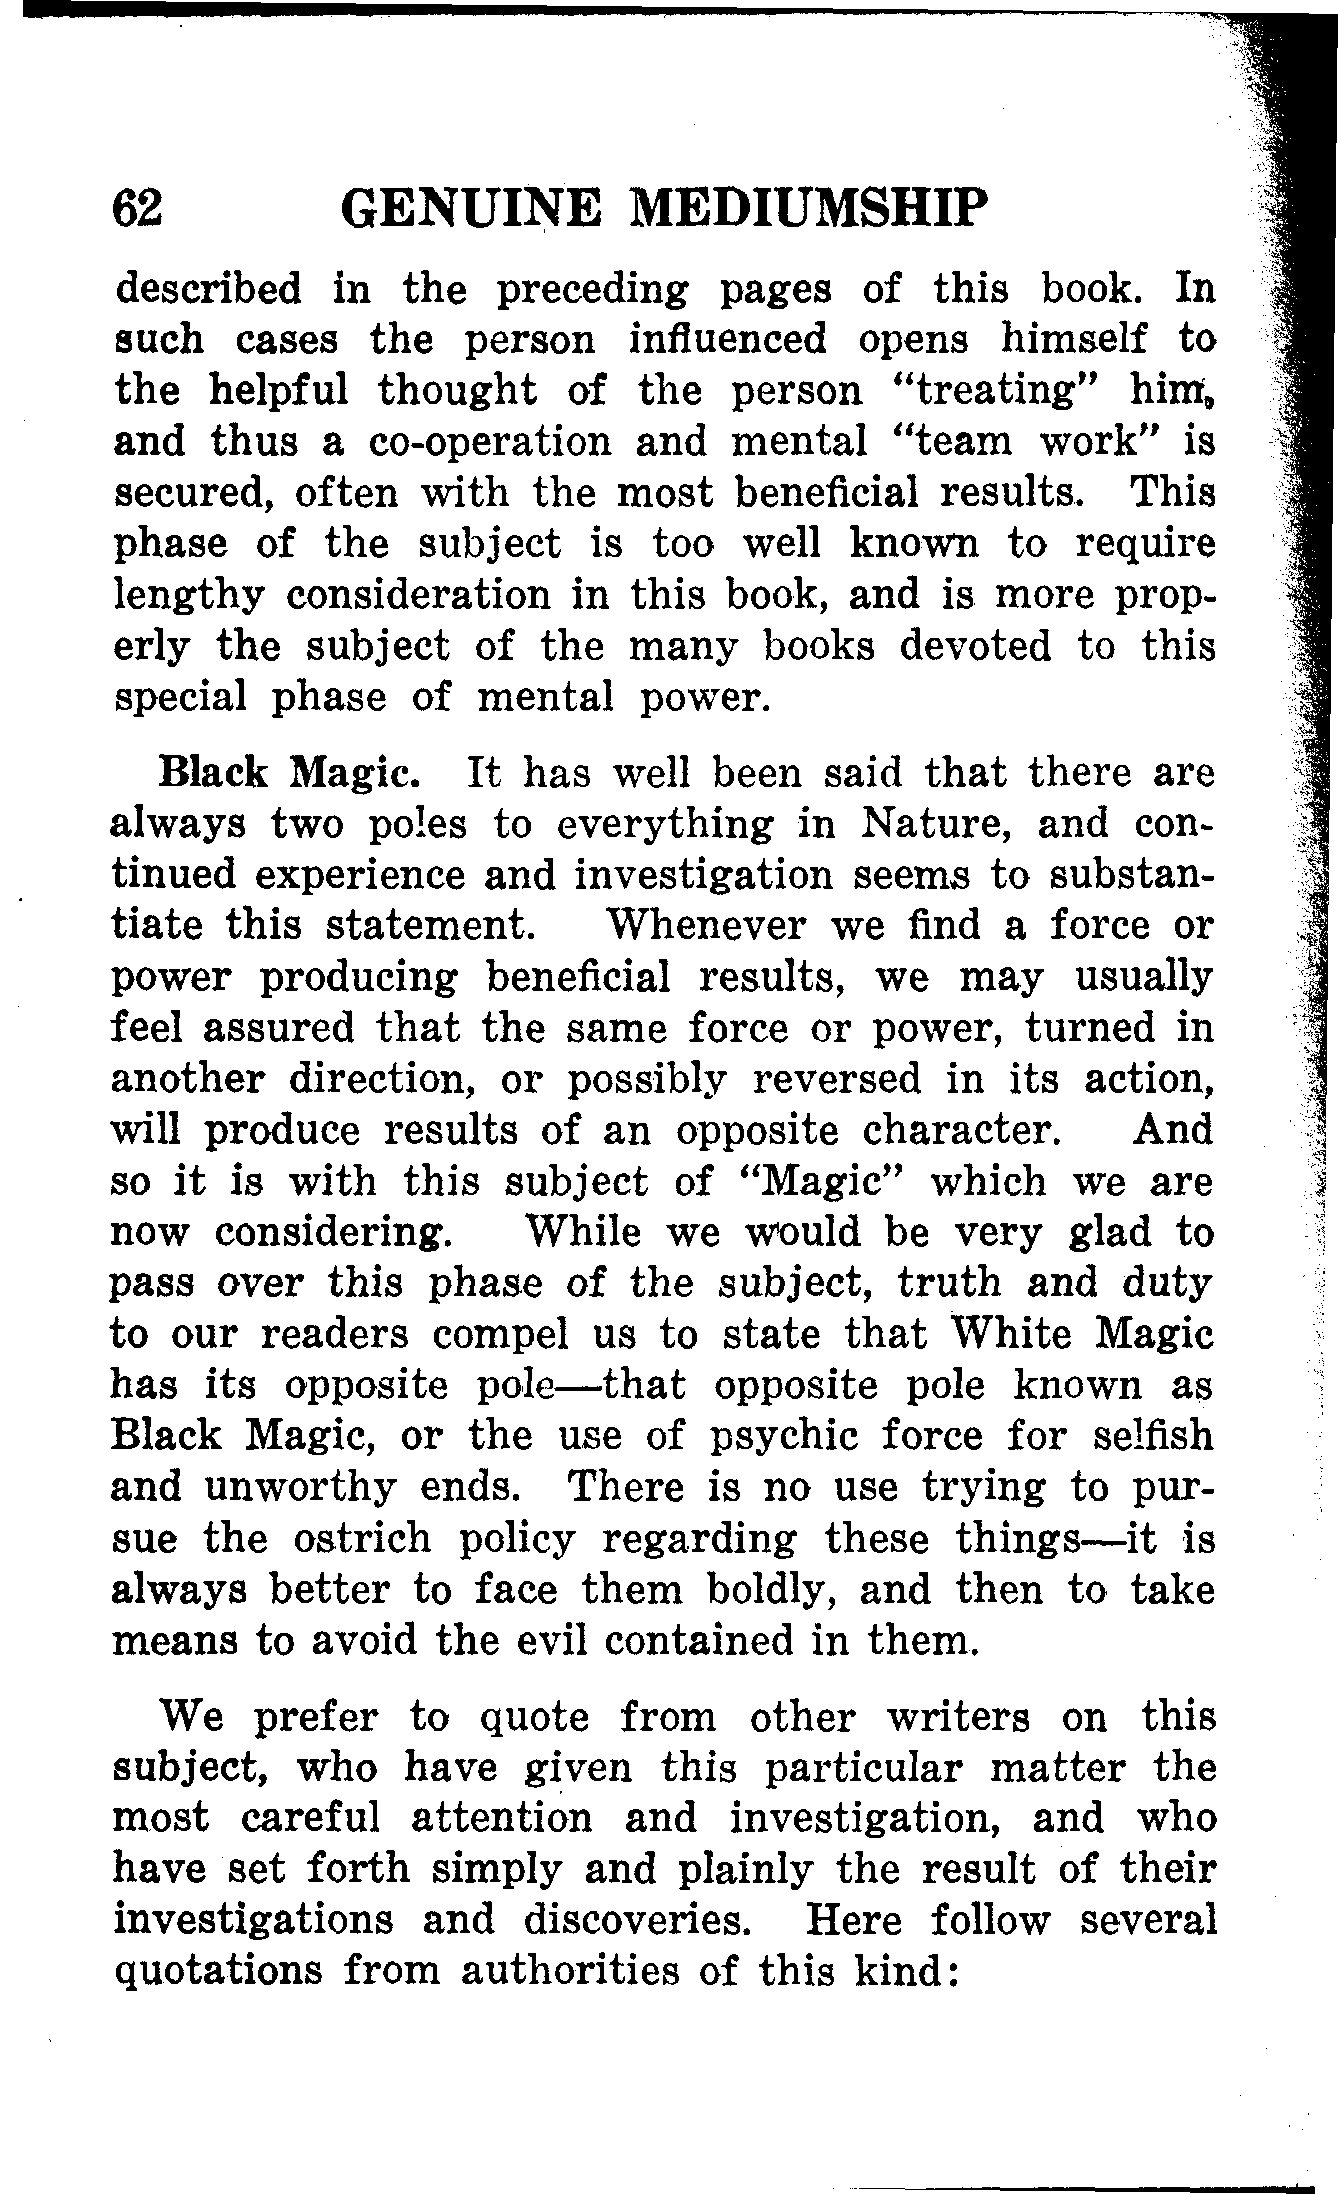 62 GENUINE MEDIUMSHIP
described in the preceding pages of this book. In
such cases the person influenced opens himself to
the helpful thought of the person "treating" him,
and thus a co-operation and mental "team work" is
secured, often with the most beneficial results. This
phase of the subject is too well known to require
lengthy consideration in this book, and is more prop-
erly the subject of the many books devoted to this
special phase of mental power.
Black Magic. It has well been said that there are
always two poles to everything in Nature, and con-
tinued experience and investigation seems to substan-
tiate this statement. Whenever we find a force or
power producing beneficial results, we may usually
feel assured that the same force or power, turned in
another direction, or possibly reversed in its action,
will produce results of an opposite character. And
so it is with this subject of "Magic" which we are
now considering. While we would be very glad to
pass over this phase of the subject, truth and duty
to our readers compel us to state that White Magic
has its opposite pole—that opposite pole known as
Black Magic, or the use of psychic force for selfish
and unworthy ends. There is no use trying to pur-
sue the ostrich policy regarding these things—it is
always better to face them boldly, and then to take
means to avoid the evil contained in them.
We prefer to quote from other writers on this
subject, who have given this particular matter the
most careful attention and investigation, and who
have set forth simply and plainly the result of their
investigations and discoveries. Here follow several
quotations from authorities of this kind: